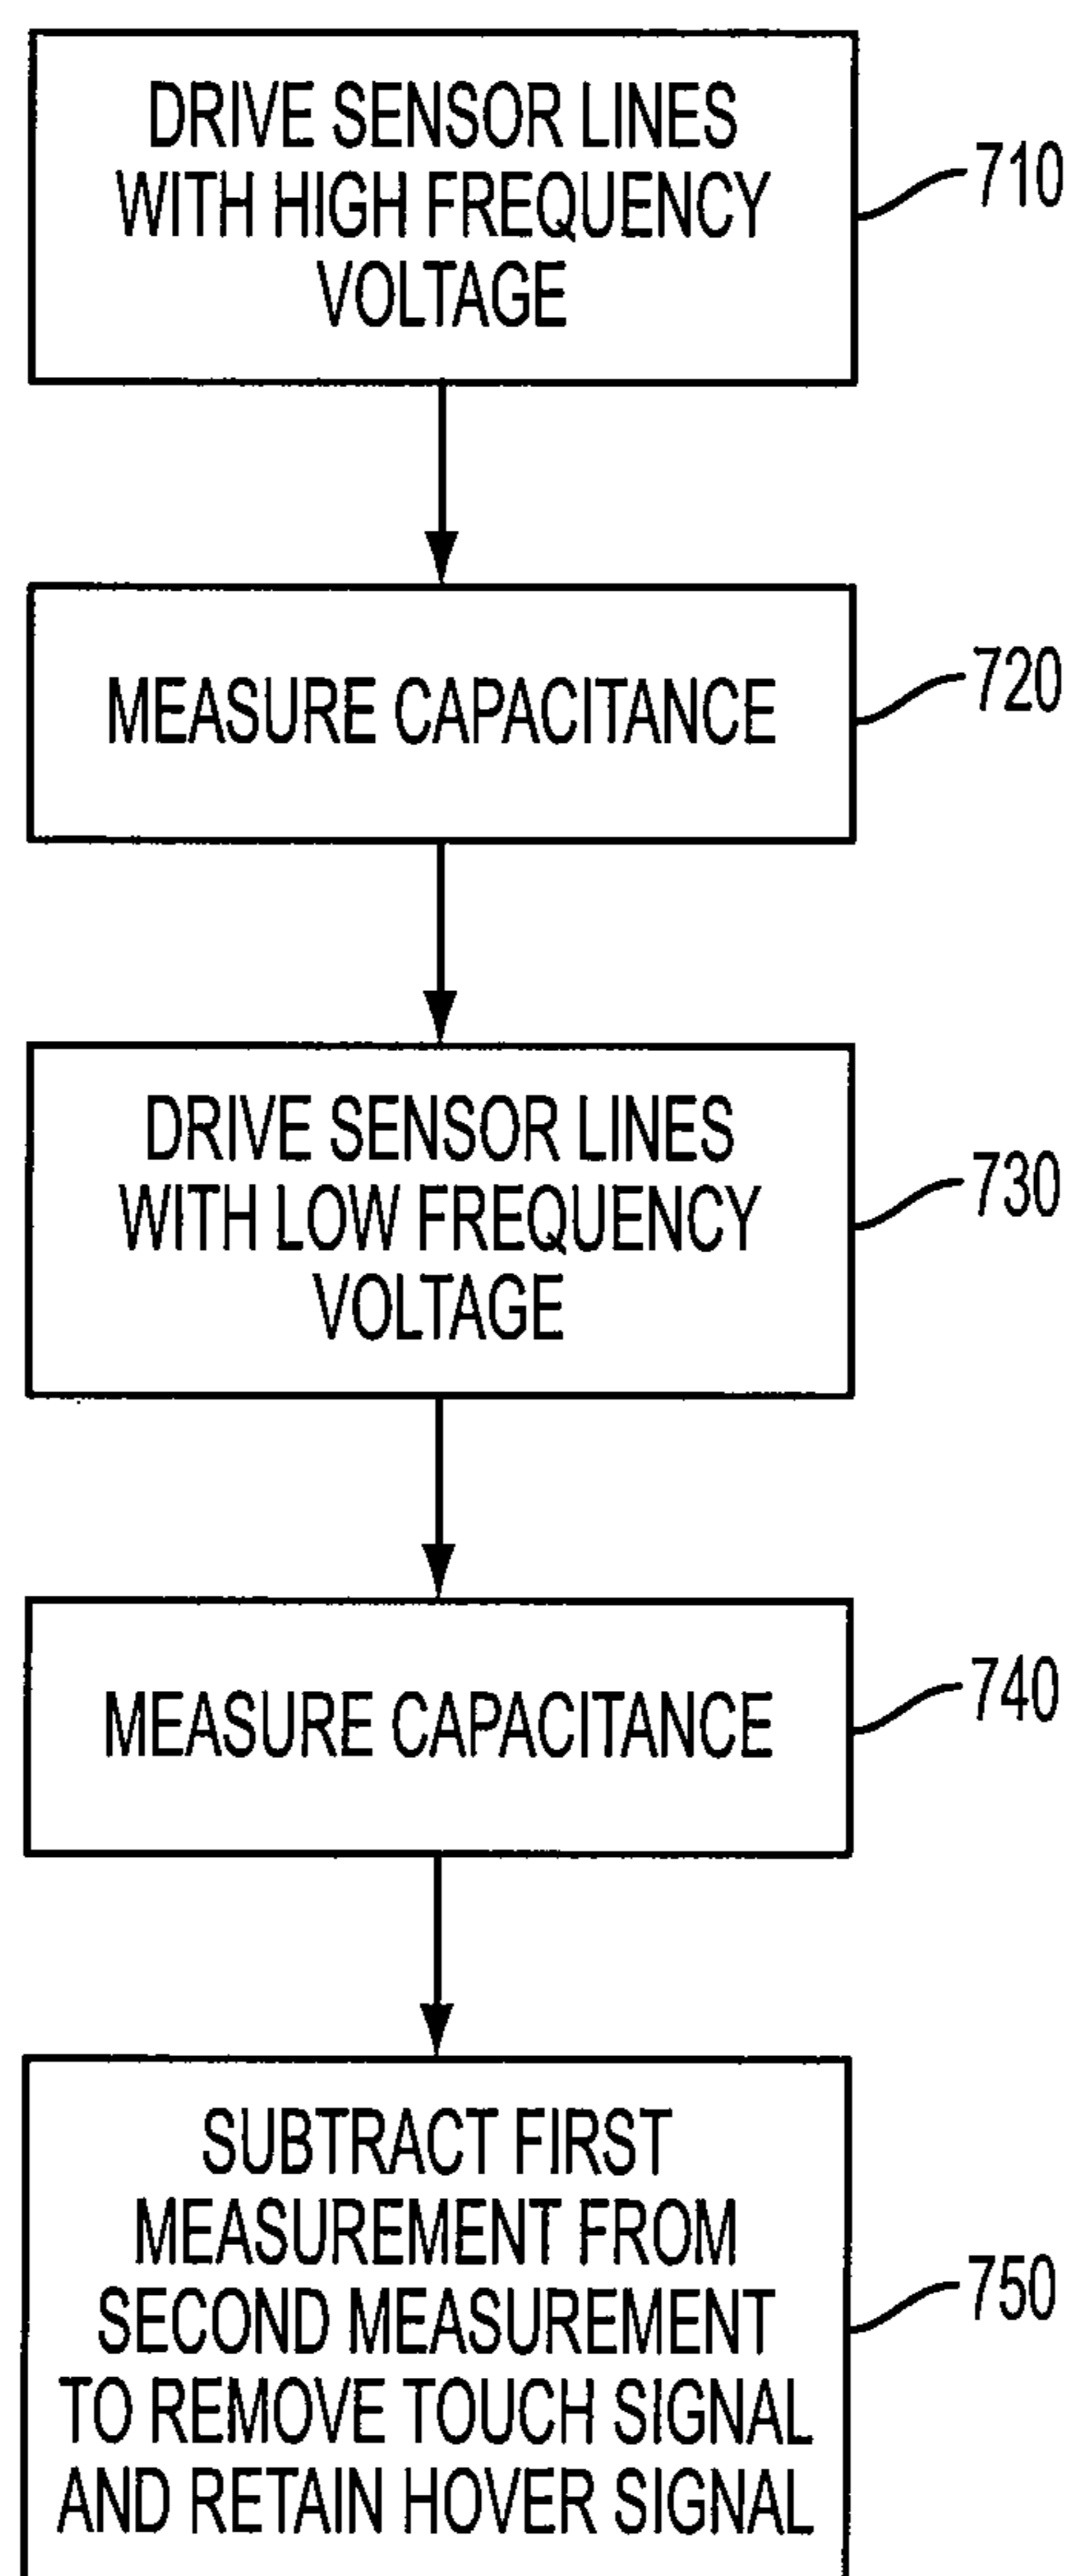 DRIVE SENSOR LINES
WITH HIGH FREQUENCY
VOLTAGE
710
MEASURE CAPACITANCE
720
DRIVE SENSOR LINES
WITH LOW FREQUENCY
VOLTAGE
730
MEASURE CAPACITANCE
740
SUBTRACT FIRST
MEASUREMENT FROM
SECOND MEASUREMENT
TO REMOVE TOUCH SIGNAL
AND RETAIN HOVER SIGNAL
750